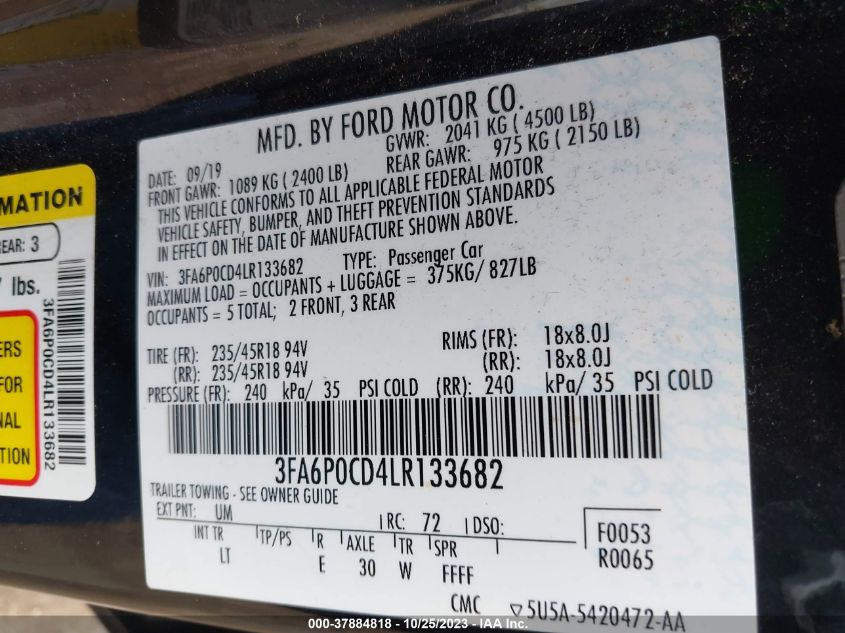 MFD. BY FORD MOTOR CO.
DATE: 09/19 GVWR: 2041 KG ( 4500 LB)
FRONT GAWR: 1089 KG ( 2400 LB) REAR GAWR: 975 KG ( 2150 LB)
THIS VEHICLE CONFORMS TO ALL APPLICABLE FEDERAL MOTOR
VEHICLE SAFETY, BUMPER, AND THEFT PREVENTION STANDARDS
IN EFFECT ON THE DATE OF MANUFACTURE SHOWN ABOVE.
VIN: 3FA6P0CD4LR133682 TYPE: Passenger Car
MAXIMUM LOAD = OCCUPANTS + LUGGAGE = 375KG/ 827LB
OCCUPANTS = 5 TOTAL; 2 FRONT, 3 REAR
TIRE (FR): 235/45R18 94V RIMS (FR): 18x8.0J
(RR): 235/45R18 94V (RR): 18x8.0J
PRESSURE (FR): 240 kPa/ 35 PSI COLD (RR): 240 kPa/ 35 PSI COLD
3FA6P0CD4LR133682
TRAILER TOWING - SEE OWNER GUIDE
EXT PNT: UM RC: 72 DSO: F0053
INT TR TP/PS R AXLE TR SPR R0065
LT E 30 W FFFF
CMC 5U5A-5420472-AA
MATION
REAR: 3
lbs.
3FA6P0CD4LR133682
ERS
FOR
NAL
TION
000-37884818 - 10/25/2023 - IAA Inc.